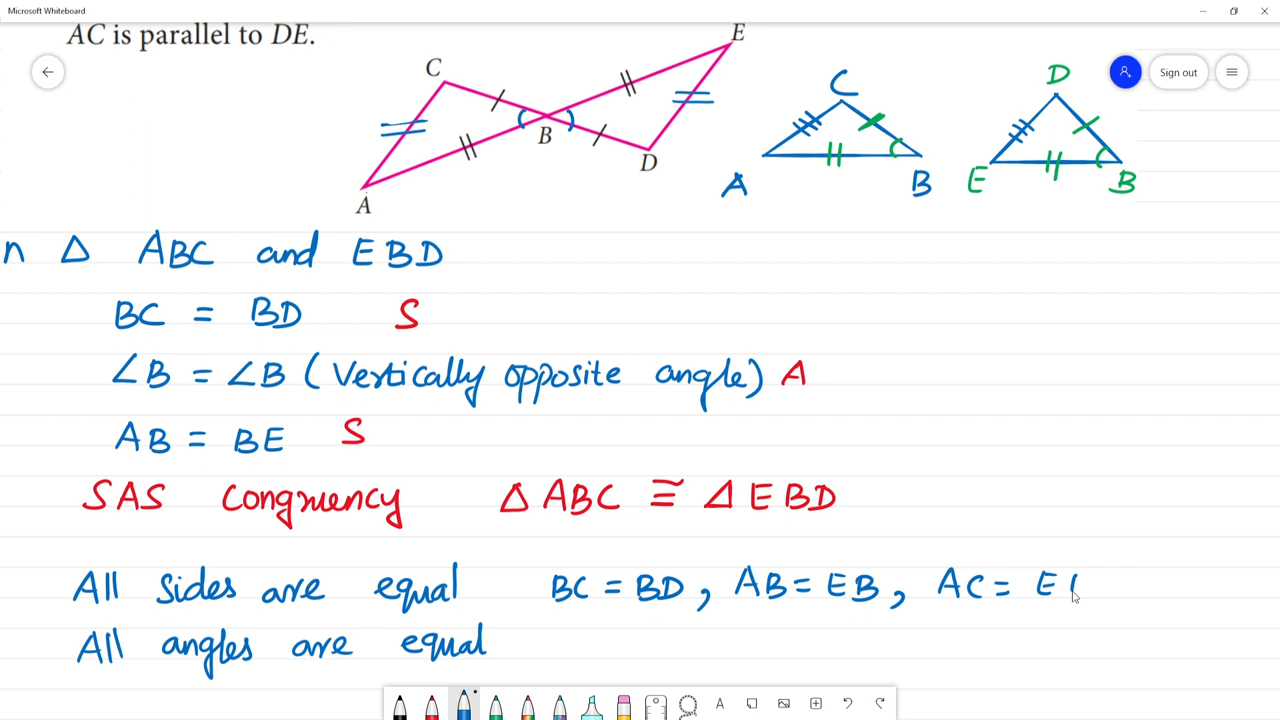 Microsoft Whiteboard
AC is parallel to DE.
Sign out
C
E
B
D
A
C
A
B
D
E
B
n Δ ABC and EBD
BC = BD S
∠B = ∠B (Vertically opposite angle) A
AB = BE S
SAS Congruency Δ ABC ≅ Δ EBD
All sides are equal BC = BD, AB = EB, AC = E
All angles are equal
A